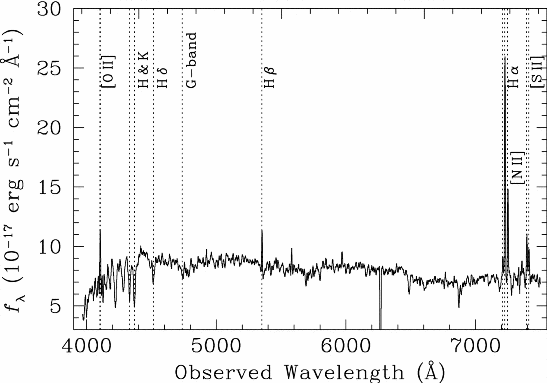 30
25
20
15
10
5
f_λ (10⁻¹⁷ erg s⁻¹ cm⁻² Å⁻¹)
[O II]
H & K
H δ
G−band
H β
H α
[N II]
[S II]
4000 5000 6000 7000
Observed Wavelength (Å)